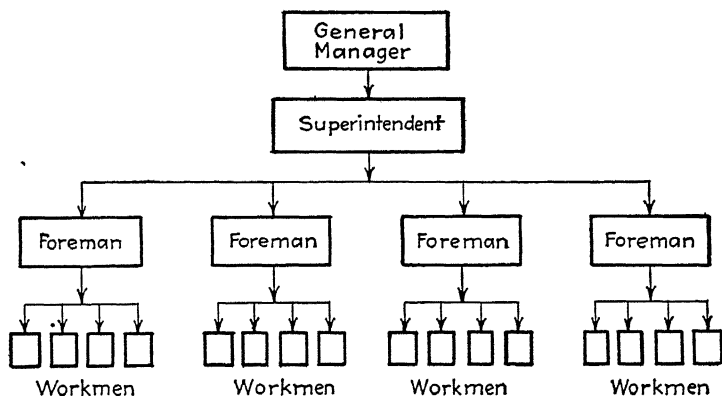 General
Manager
Superintendent
Foreman Foreman Foreman Foreman
Workmen Workmen Workmen Workmen